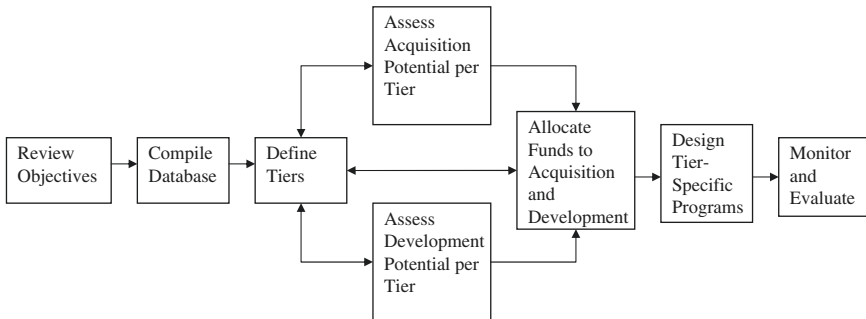 Assess
Acquisition
Potential per
Tier
Review
Objectives
Compile
Database
Define
Tiers
Allocate
Funds to
Acquisition
and
Development
Design
Tier-
Specific
Programs
Monitor
and
Evaluate
Assess
Development
Potential per
Tier